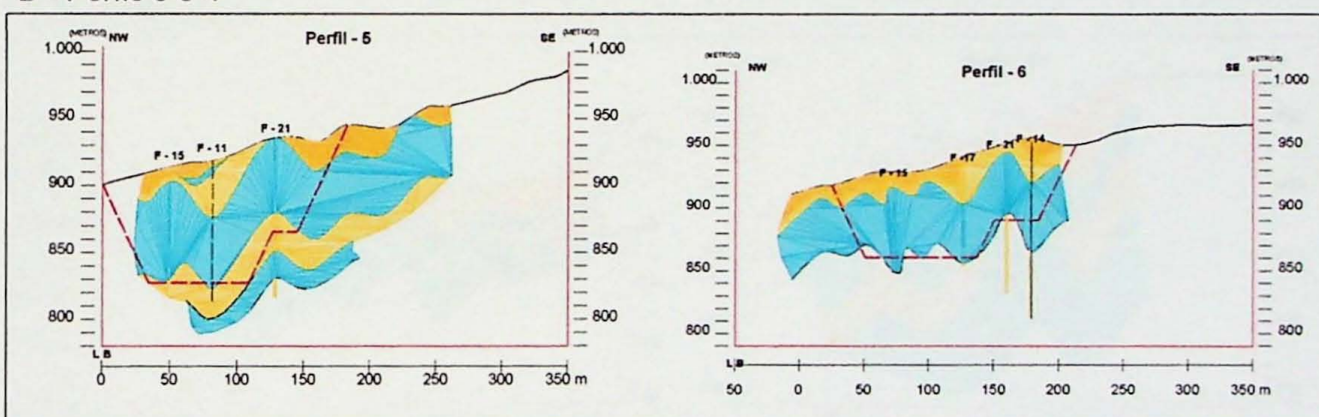 (METROS) NW
Perfil - 5
SE (METROS)
1.000
1.000
950
950
900
900
850
850
800
800
F - 15
F - 11
F - 21
L B
0 50 100 150 200 250 300 350 m
(METROS)
NW
Perfil - 6
SE (METROS)
1.000
1.000
950
950
900
900
850
850
800
800
F - 15
F - 17
F - 21
F - 14
L B
50 0 50 100 150 200 250 300 350 m